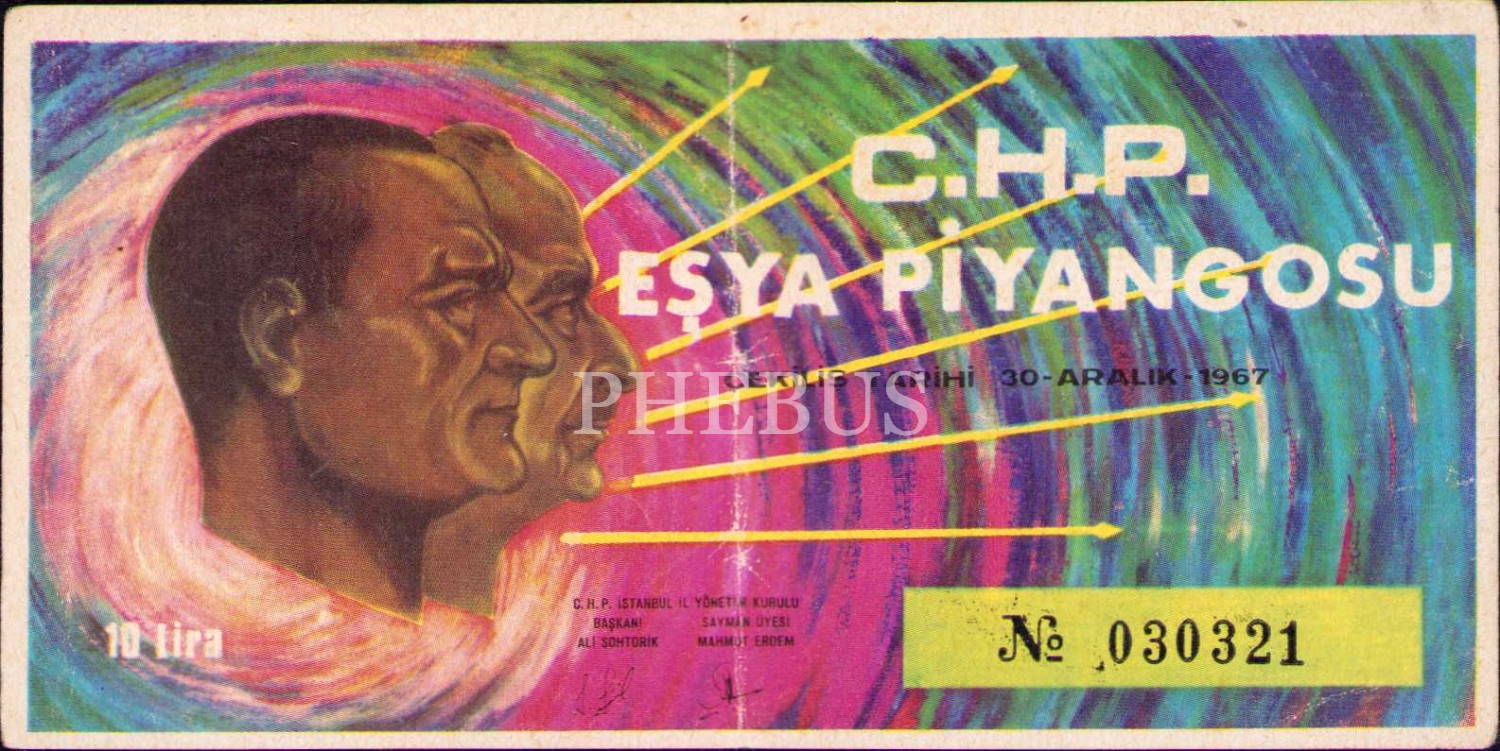 C.H.P.
EŞYA PİYANGOSU
ÇEKİLİŞ TARİHİ 30-ARALIK-1967
PHEBUS
C.H.P. İSTANBUL İL YÖNETİM KURULU
BAŞKANI SAYMAN ÜYESİ
ALİ SOHTORİK MAHMUT ERDEM
10 Lira
№ 030321